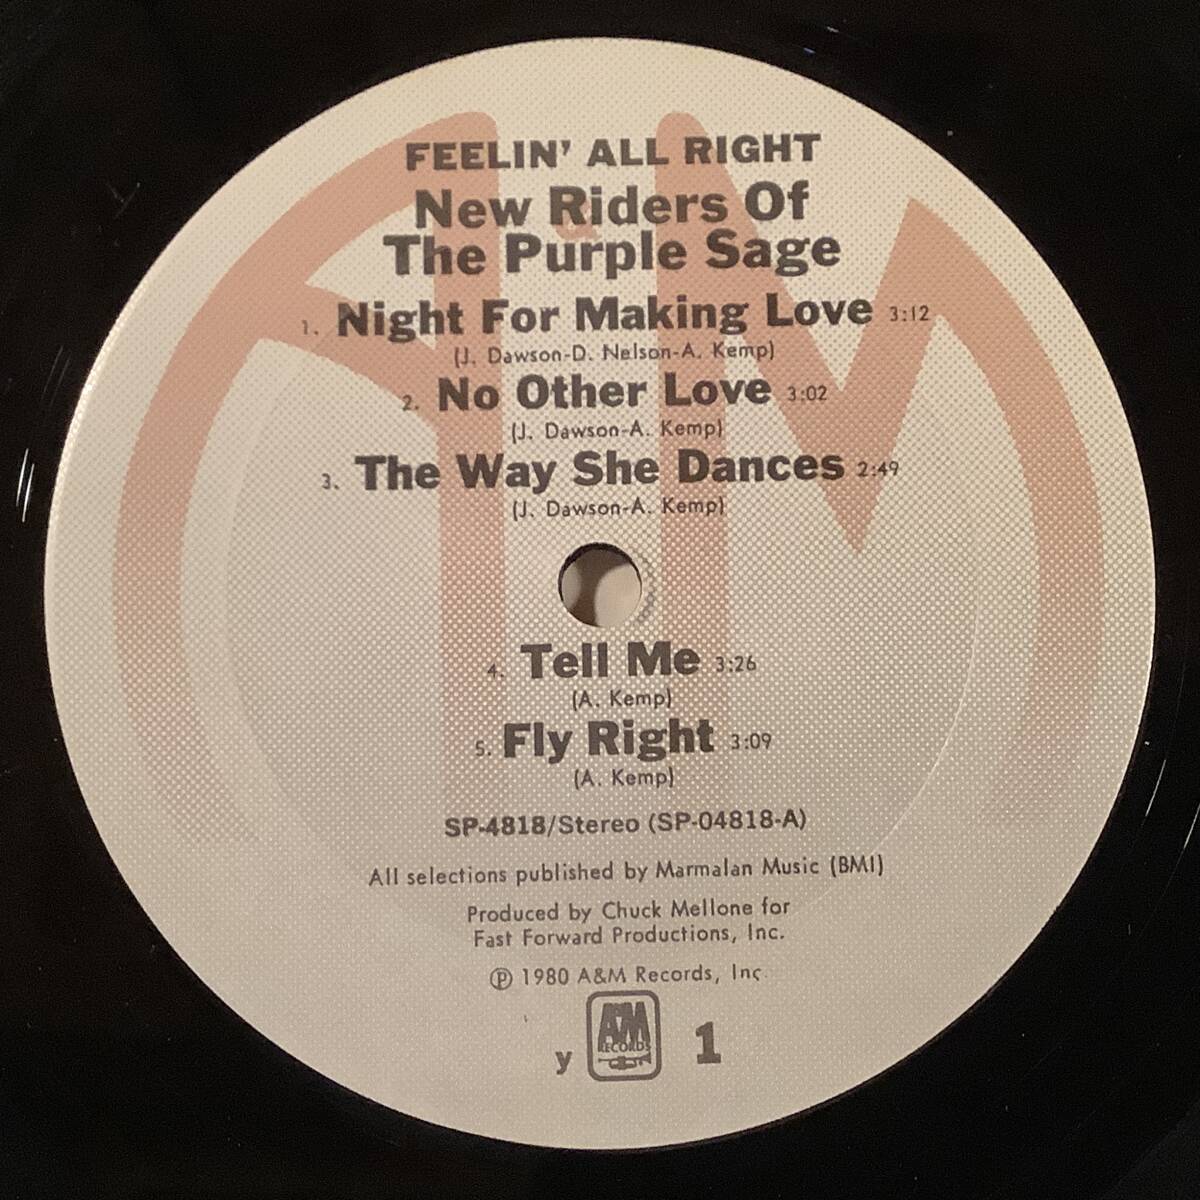 FEELIN' ALL RIGHT
New Riders Of
The Purple Sage
1. Night For Making Love 3:12
(J. Dawson-D. Nelson-A. Kemp)
2. No Other Love 3:02
(J. Dawson-A. Kemp)
3. The Way She Dances 2:49
(J. Dawson-A. Kemp)
4. Tell Me 3:26
(A. Kemp)
5. Fly Right 3:09
(A. Kemp)
SP-4818/Stereo (SP-04818-A)
All selections published by Marmalan Music (BMI)
Produced by Chuck Mellone for
Fast Forward Productions, Inc.
℗ 1980 A&M Records, Inc.
y A&M RECORDS 1